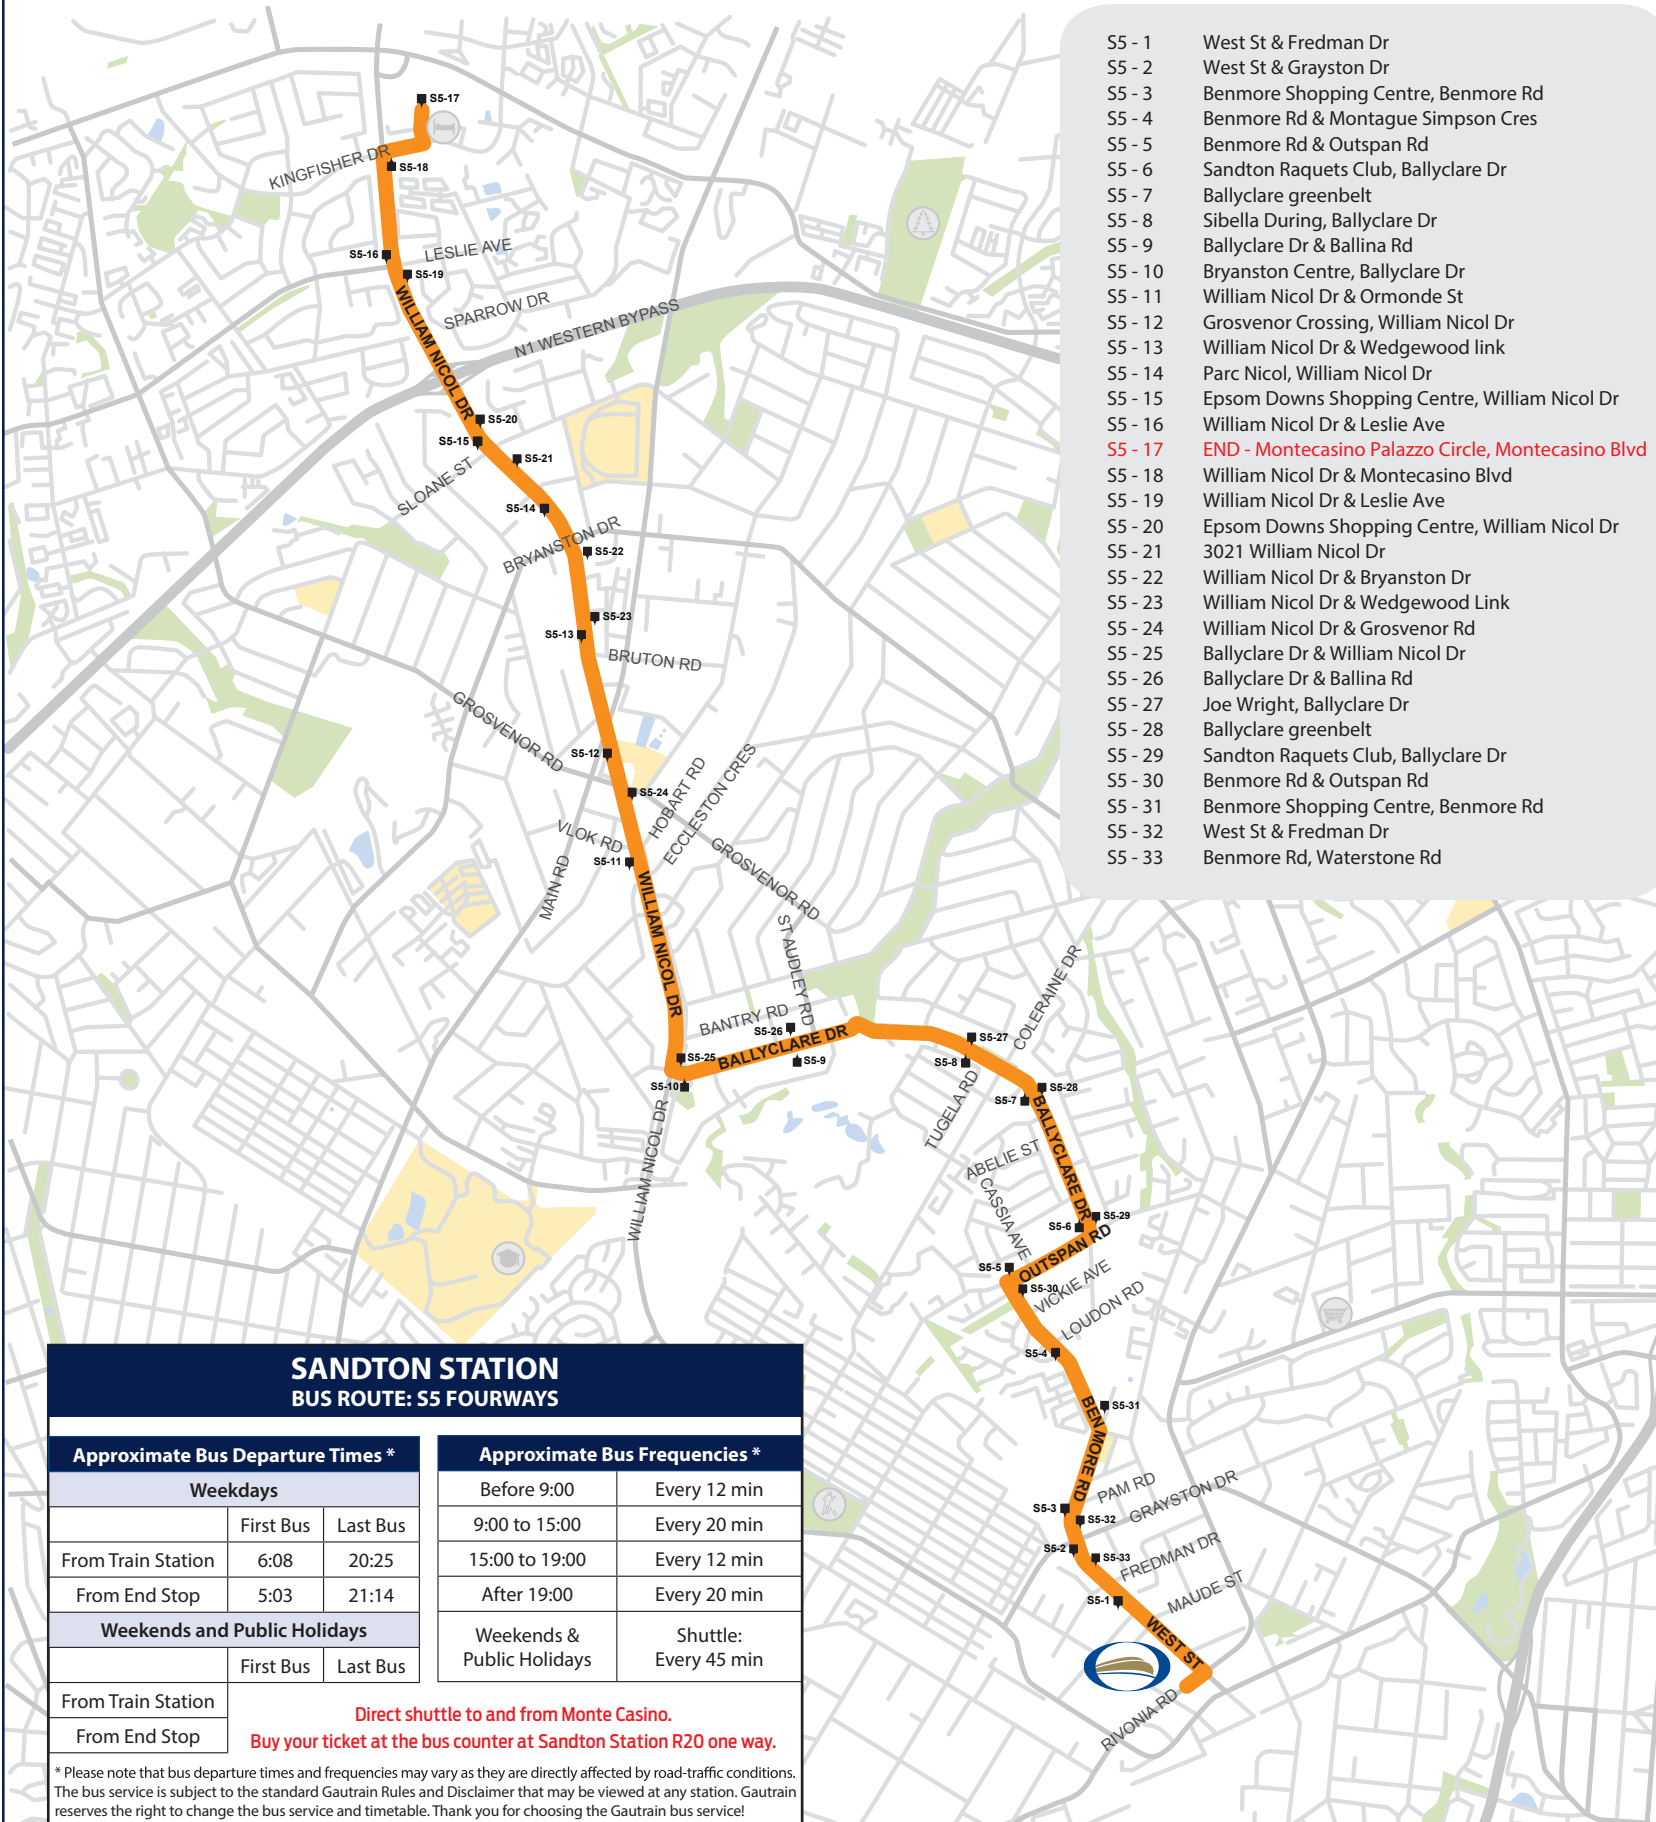 S5 - 1 West St & Fredman Dr
S5 - 2 West St & Grayston Dr
S5 - 3 Benmore Shopping Centre, Benmore Rd
S5 - 4 Benmore Rd & Montague Simpson Cres
S5 - 5 Benmore Rd & Outspan Rd
S5 - 6 Sandton Raquets Club, Ballyclare Dr
S5 - 7 Ballyclare greenbelt
S5 - 8 Sibella During, Ballyclare Dr
S5 - 9 Ballyclare Dr & Ballina Rd
S5 - 10 Bryanston Centre, Ballyclare Dr
S5 - 11 William Nicol Dr & Ormonde St
S5 - 12 Grosvenor Crossing, William Nicol Dr
S5 - 13 William Nicol Dr & Wedgewood link
S5 - 14 Parc Nicol, William Nicol Dr
S5 - 15 Epsom Downs Shopping Centre, William Nicol Dr
S5 - 16 William Nicol Dr & Leslie Ave
S5 - 17 END - Montecasino Palazzo Circle, Montecasino Blvd
S5 - 18 William Nicol Dr & Montecasino Blvd
S5 - 19 William Nicol Dr & Leslie Ave
S5 - 20 Epsom Downs Shopping Centre, William Nicol Dr
S5 - 21 3021 William Nicol Dr
S5 - 22 William Nicol Dr & Bryanston Dr
S5 - 23 William Nicol Dr & Wedgewood Link
S5 - 24 William Nicol Dr & Grosvenor Rd
S5 - 25 Ballyclare Dr & William Nicol Dr
S5 - 26 Ballyclare Dr & Ballina Rd
S5 - 27 Joe Wright, Ballyclare Dr
S5 - 28 Ballyclare greenbelt
S5 - 29 Sandton Raquets Club, Ballyclare Dr
S5 - 30 Benmore Rd & Outspan Rd
S5 - 31 Benmore Shopping Centre, Benmore Rd
S5 - 32 West St & Fredman Dr
S5 - 33 Benmore Rd, Waterstone Rd
S5-17
KINGFISHER DR
S5-18
S5-16
LESLIE AVE
S5-19
SPARROW DR
WILLIAM NICOL DR
N1 WESTERN BYPASS
S5-20
S5-15
S5-21
SLOANE ST
S5-14
BRYANSTON DR
S5-22
S5-23
S5-13
BRUTON RD
GROSVENOR RD
S5-12
S5-24
HOBART RD
ECCLESTON CRES
VLOK RD
S5-11
GROSVENOR RD
MAIN RD
WILLIAM NICOL DR
ST AUDLEY RD
COLERAINE DR
BANTRY RD
S5-26
BALLYCLARE DR
S5-27
S5-25
S5-9
S5-8
S5-10
S5-28
S5-7
TUGELA RD
BALLYCLARE DR
WILLIAM NICOL DR
ABELIE ST
CASSIA AVE
S5-29
S5-6
OUTSPAN RD
S5-5
S5-30
VICKIE AVE
LOUDON RD
S5-4
S5-31
BENMORE RD
PAM RD
GRAYSTON DR
S5-3
S5-32
S5-2
S5-33
FREDMAN DR
S5-1
MAUDE ST
WEST ST
RIVONIA RD
SANDTON STATION
BUS ROUTE: S5 FOURWAYS
Approximate Bus Departure Times *
Weekdays
First Bus Last Bus
From Train Station 6:08 20:25
From End Stop 5:03 21:14
Weekends and Public Holidays
First Bus Last Bus
From Train Station
From End Stop
Approximate Bus Frequencies *
Before 9:00 Every 12 min
9:00 to 15:00 Every 20 min
15:00 to 19:00 Every 12 min
After 19:00 Every 20 min
Weekends & Shuttle:
Public Holidays Every 45 min
Direct shuttle to and from Monte Casino.
Buy your ticket at the bus counter at Sandton Station R20 one way.
* Please note that bus departure times and frequencies may vary as they are directly affected by road-traffic conditions.
The bus service is subject to the standard Gautrain Rules and Disclaimer that may be viewed at any station. Gautrain
reserves the right to change the bus service and timetable. Thank you for choosing the Gautrain bus service!